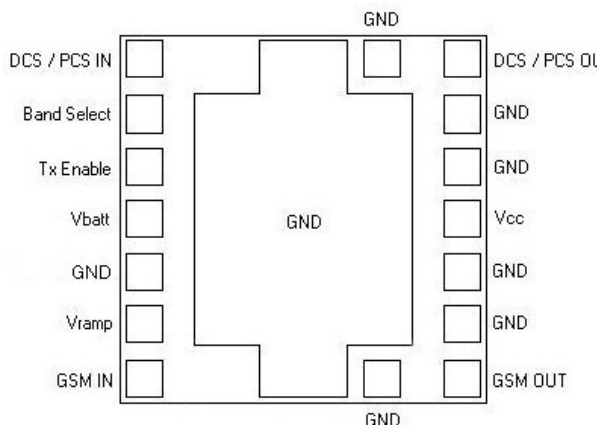 GND
DCS / PCS IN
DCS / PCS OU
Band Select
GND
Tx Enable
GND
Vbatt
GND
Vcc
GND
GND
Vramp
GND
GSM IN
GSM OUT
GND